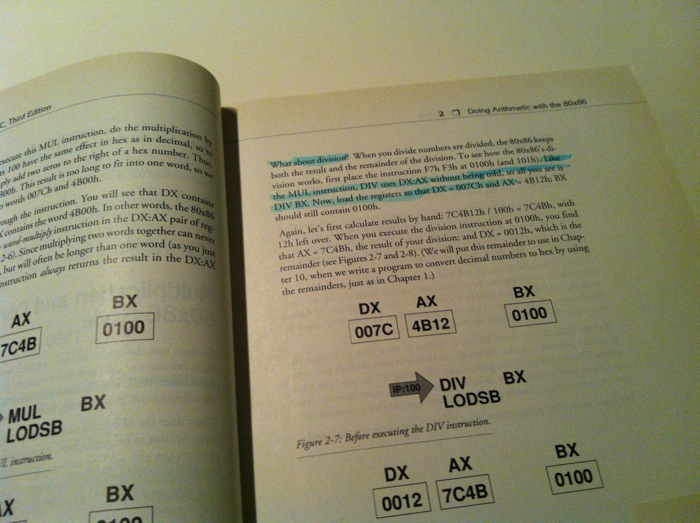 C, Third Edition
execute this MUL instruction, do the multiplication by
100 have the same effect in hex as in decimal, so to
add two zeros to the right of a hex number. Thus,
This result is too long to fit into one word, so we
words 007Ch and 4B00h.
ough the instruction. You will see that DX contains
contains the word 4B00h. In other words, the 80x86
word-multiply instruction in the DX:AX pair of reg-
2-6). Since multiplying two words together can never
but will often be longer than one word (as you just
instruction always returns the result in the DX:AX
AX BX
7C4B 0100
MUL BX
LODSB
instruction.
BX
2 Doing Arithmetic with the 80x86
What about division? When you divide numbers are divided, the 80x86 keeps
both the result and the remainder of the division. To see how the 80x86's di-
vision works, first place the instruction F7h F3h at 0100h (and 101h). Like
the MUL instruction, DIV uses DX:AX without being told, so all you see is
DIV BX. Now, load the registers so that DX = 007Ch and AX = 4B12h; BX
should still contain 0100h.
Again, let's first calculate results by hand: 7C4B12h / 100h = 7C4Bh, with
12h left over. When you execute the division instruction at 0100h, you find
that AX = 7C4Bh, the result of your division; and DX = 0012h, which is the
remainder (see Figures 2-7 and 2-8). (We will put this remainder to use in Chap-
ter 10, when we write a program to convert decimal numbers to hex by using
the remainders, just as in Chapter 1.)
DX AX BX
007C 4B12 0100
IP:100 DIV BX
LODSB
Figure 2-7: Before executing the DIV instruction.
DX AX BX
0012 7C4B 0100